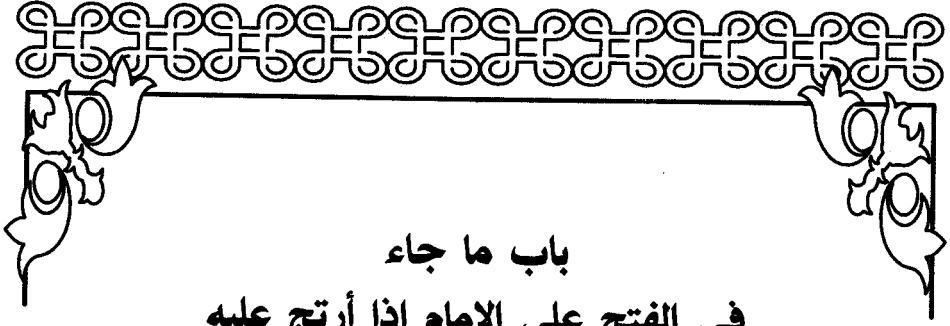 باب ما جاء
في الفتح على الإمام إذا أرتج عليه